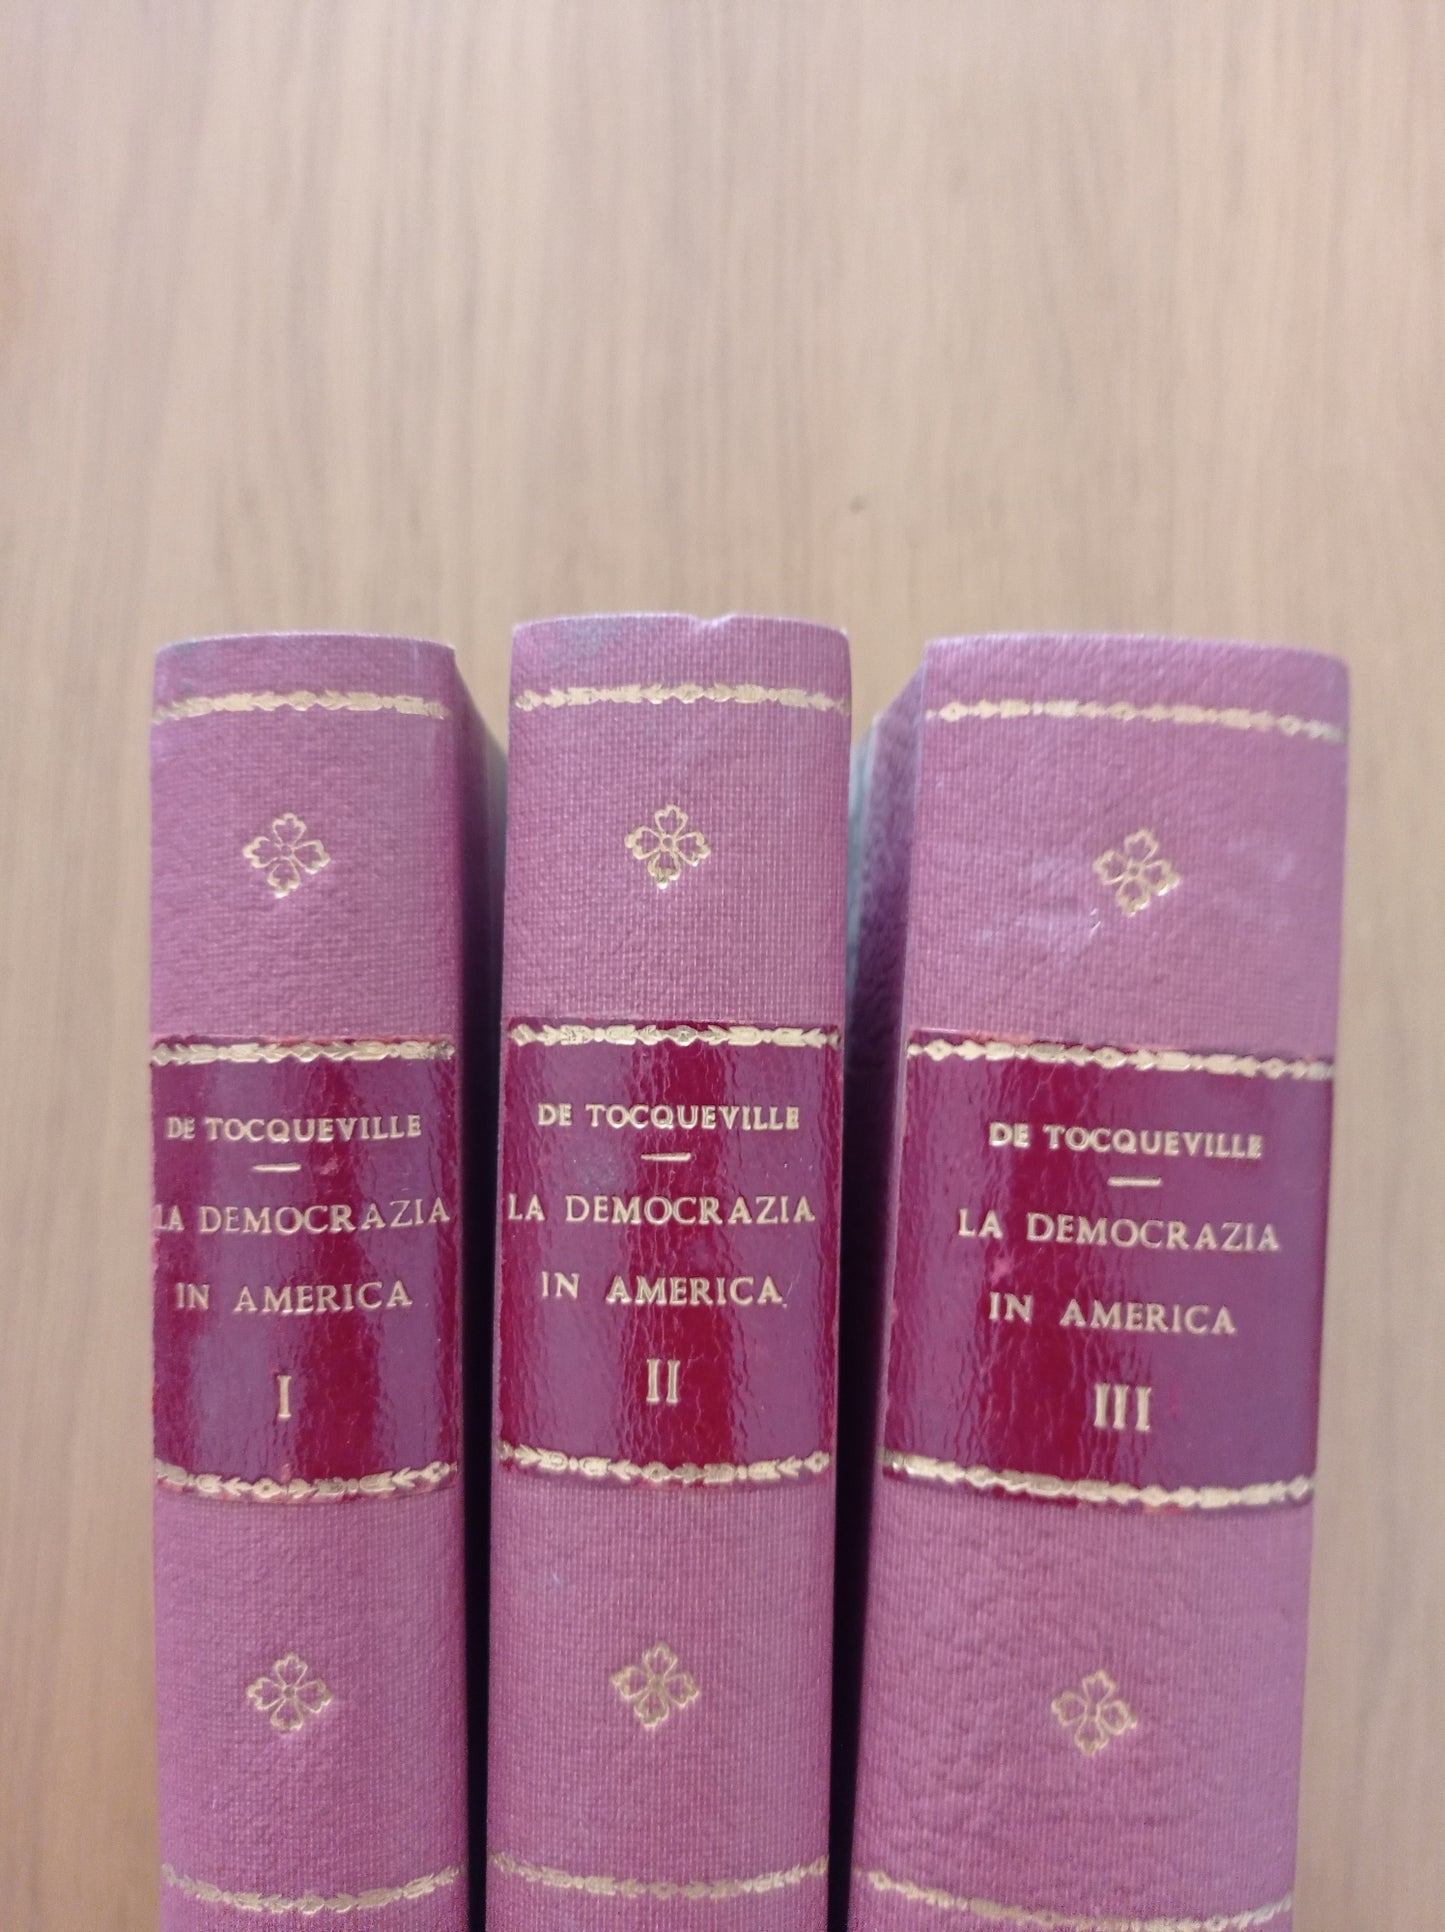 DE TOCQUEVILLE
LA DEMOCRAZIA
IN AMERICA
I
DE TOCQUEVILLE
LA DEMOCRAZIA
IN AMERICA
II
DE TOCQUEVILLE
LA DEMOCRAZIA
IN AMERICA
III